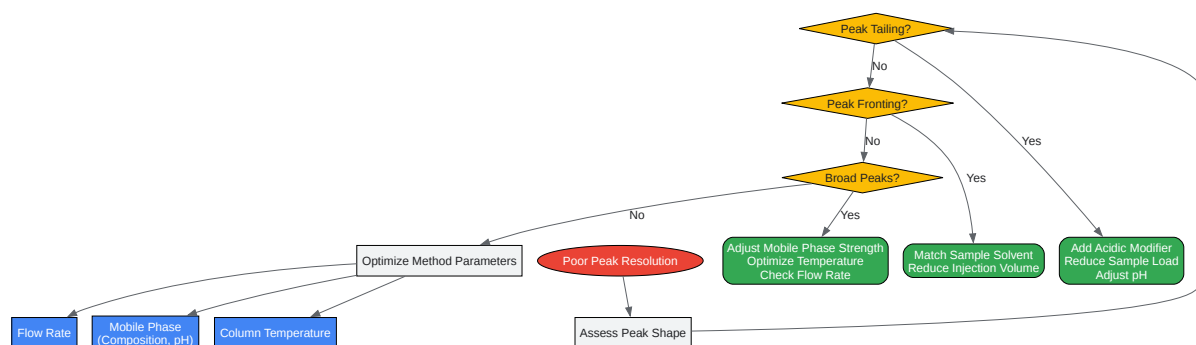 Peak Tailing?
No
Peak Fronting?
Yes
No
Broad Peaks?
Yes
No
Yes
Adjust Mobile Phase Strength
Optimize Temperature
Check Flow Rate
Match Sample Solvent
Reduce Injection Volume
Add Acidic Modifier
Reduce Sample Load
Adjust pH
Optimize Method Parameters
Poor Peak Resolution
Flow Rate
Mobile Phase
(Composition, pH)
Column Temperature
Assess Peak Shape